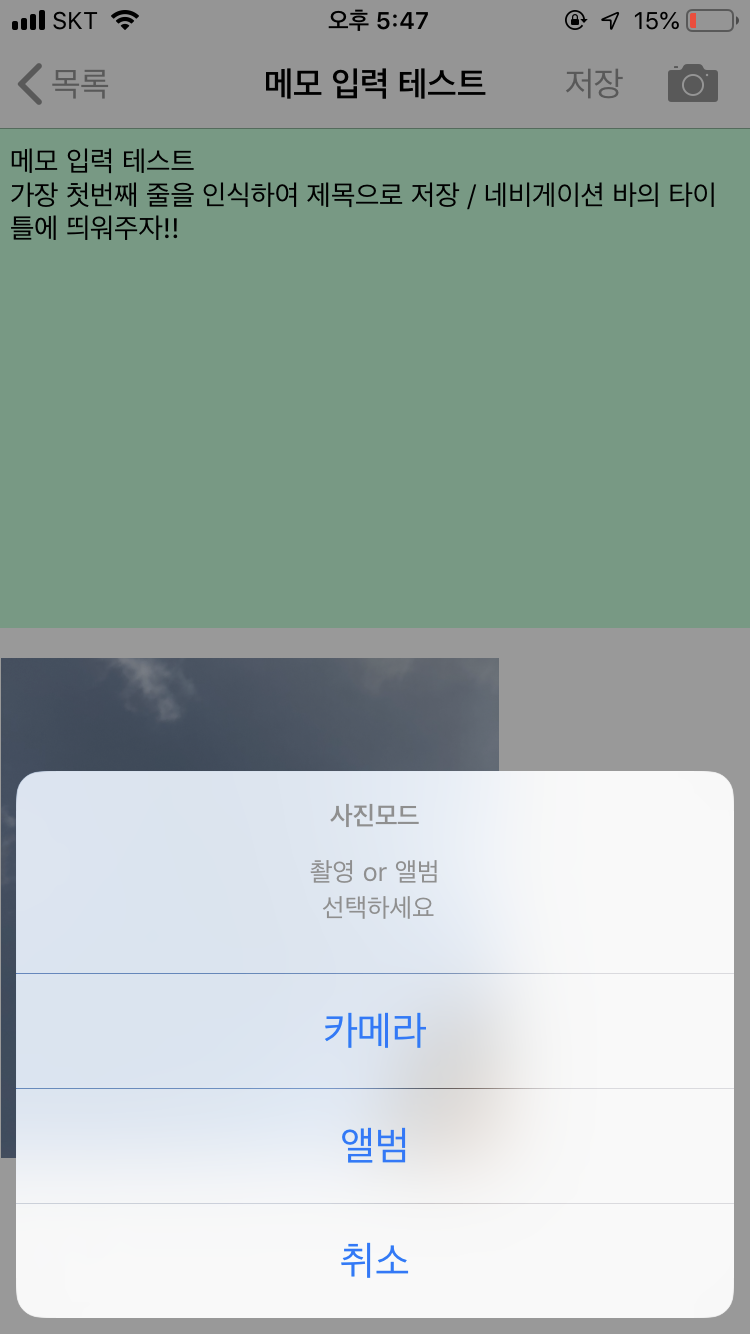 SKT 오후 5:47 15%
목록 메모 입력 테스트 저장
메모 입력 테스트
가장 첫번째 줄을 인식하여 제목으로 저장 / 네비게이션 바의 타이
틀에 띄워주자!!
사진모드
촬영 or 앨범
선택하세요
카메라
앨범
취소